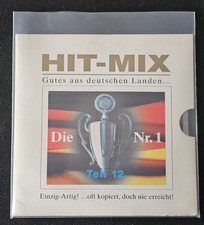 HIT-MIX
Gutes aus deutschen Landen...
Die Nr. 1
Teil 12
Einzig-Artig! ...oft kopiert, doch nie erreicht!